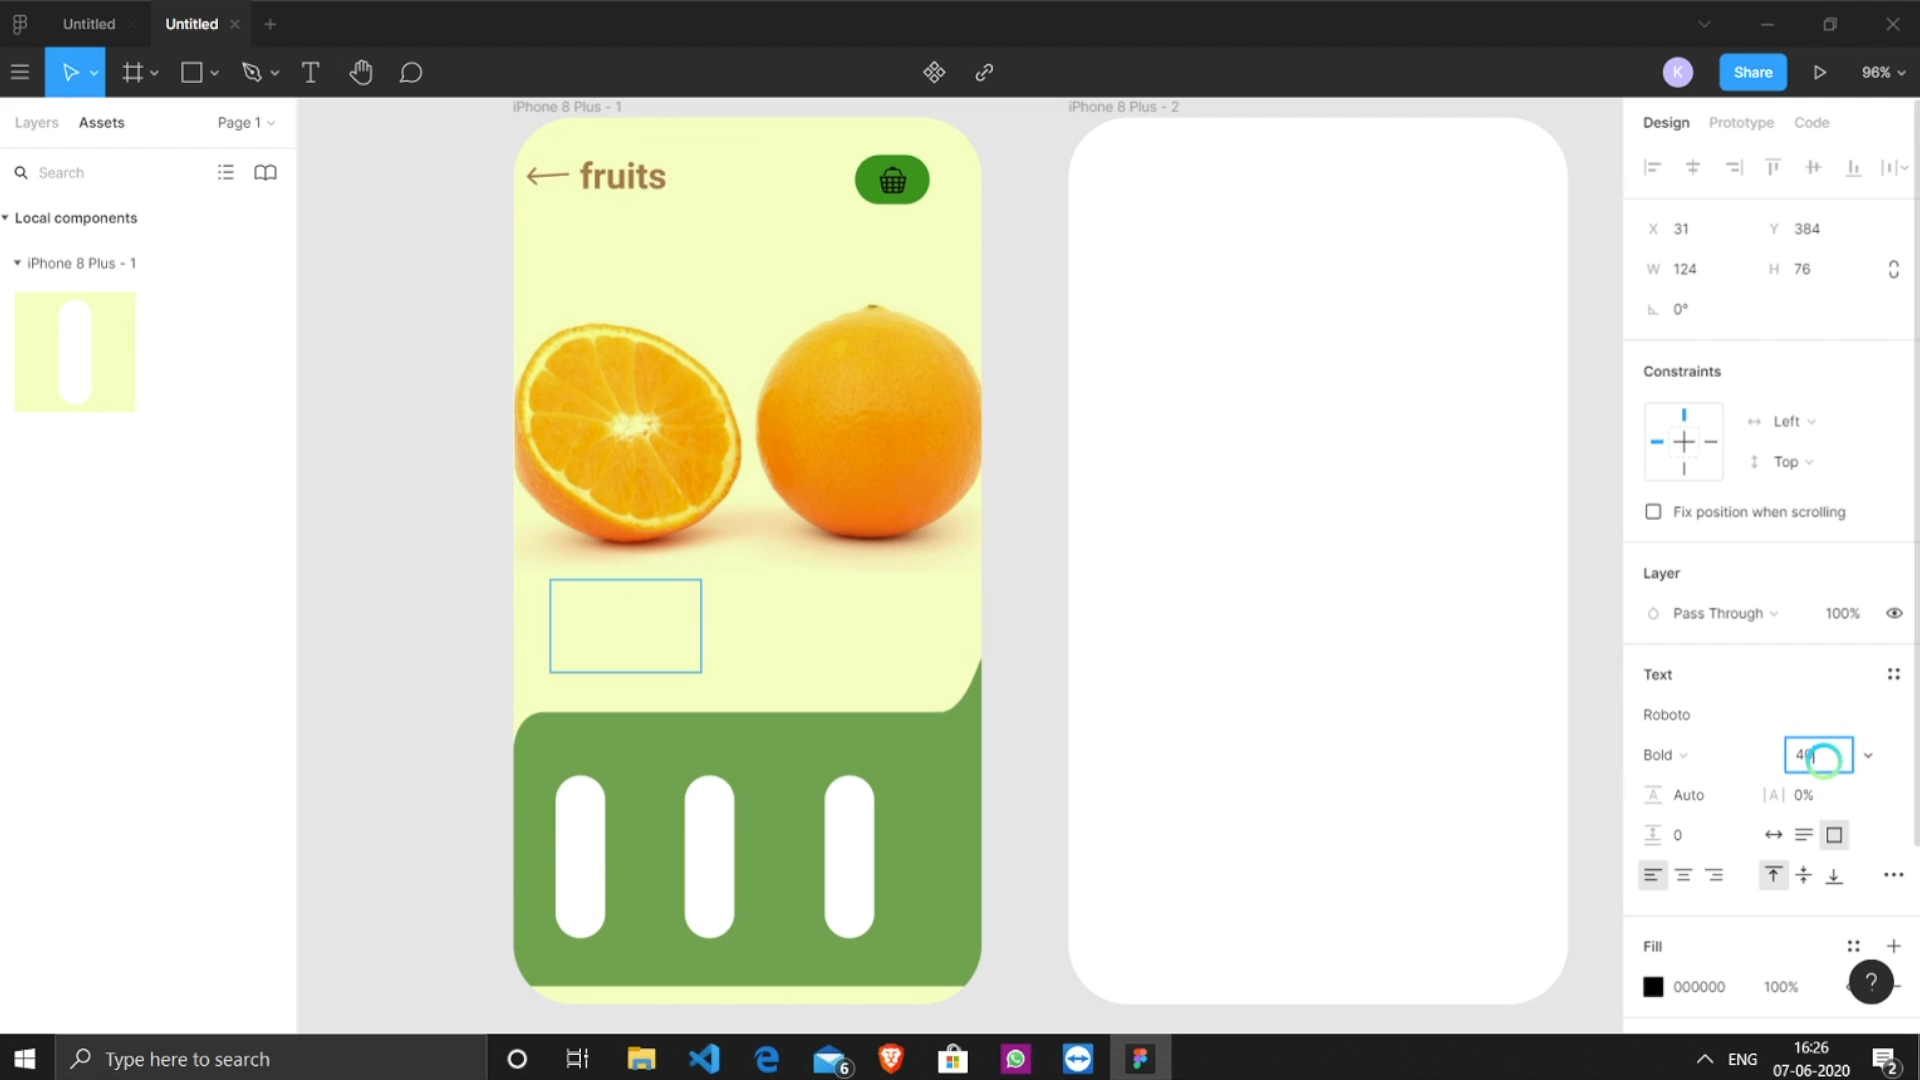 Untitled
Untitled
Share
K
96%
Layers
Assets
Page 1
Search
Local components
iPhone 8 Plus - 1
iPhone 8 Plus - 1
fruits
iPhone 8 Plus - 2
Design
Prototype
Code
X 31
Y 384
W 124
H 76
0°
Constraints
Left
Top
Fix position when scrolling
Layer
Pass Through
100%
Text
Roboto
Bold
Auto
|A| 0%
0
Fill
000000
100%
?
Type here to search
6
ENG
16:26
07-06-2020
2